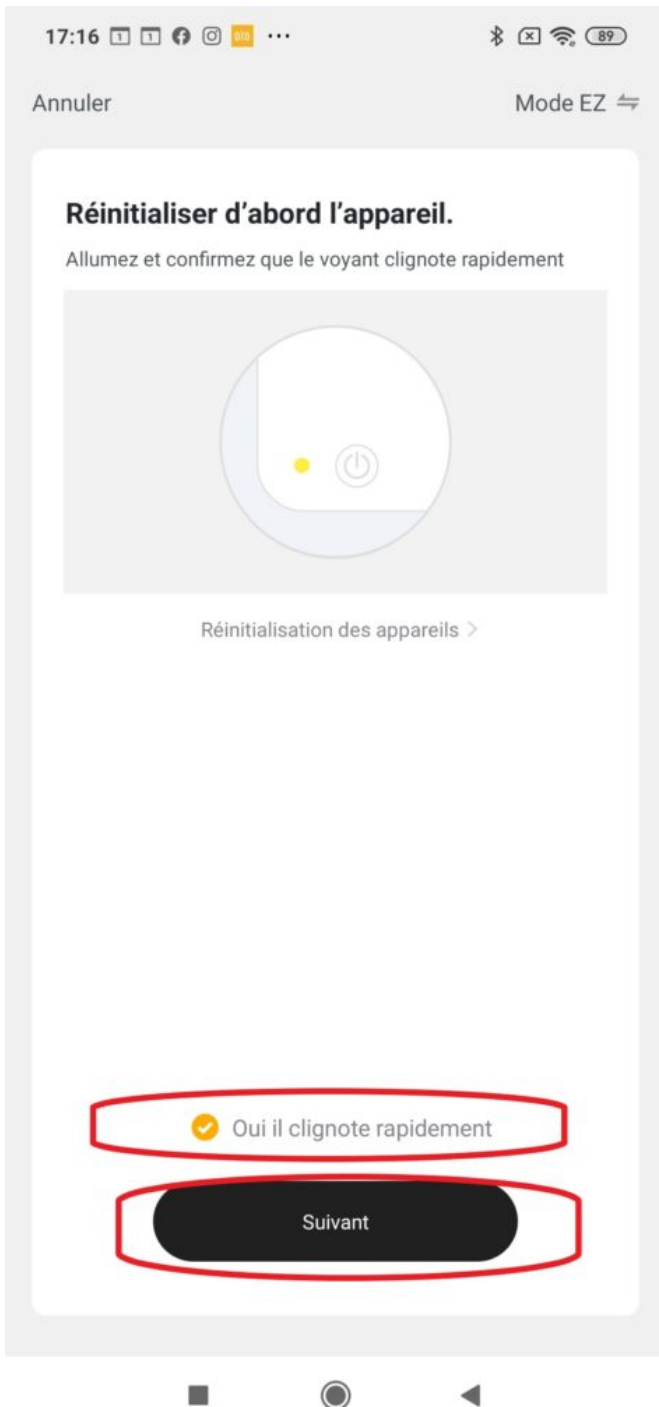 17:16
89
Annuler
Mode EZ
Réinitialiser d'abord l'appareil.
Allumez et confirmez que le voyant clignote rapidement
Réinitialisation des appareils >
Oui il clignote rapidement
Suivant